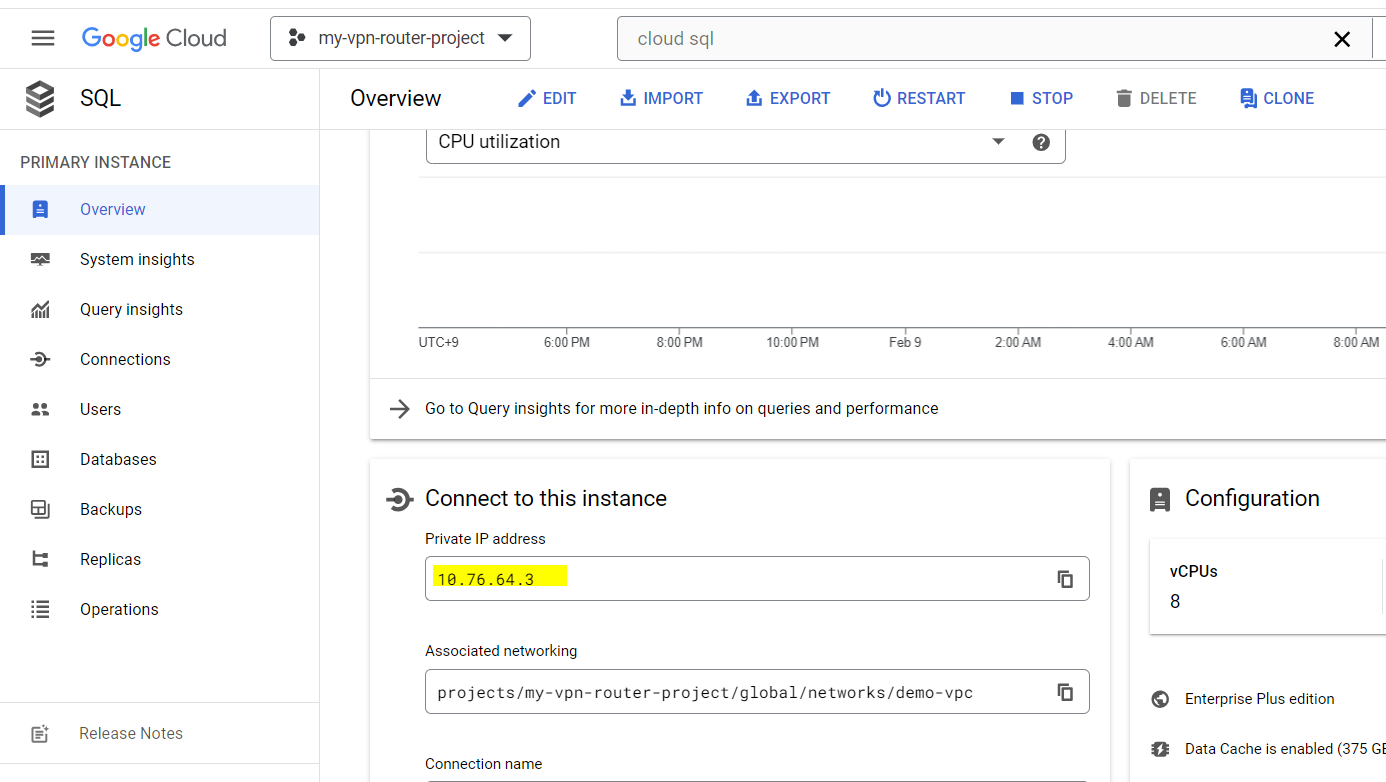 Google Cloud
my-vpn-router-project
cloud sql
SQL
Overview
EDIT
IMPORT
EXPORT
RESTART
STOP
DELETE
CLONE
PRIMARY INSTANCE
Overview
System insights
Query insights
Connections
Users
Databases
Backups
Replicas
Operations
Release Notes
CPU utilization
UTC+9 6:00 PM 8:00 PM 10:00 PM Feb 9 2:00 AM 4:00 AM 6:00 AM 8:00 AM
Go to Query insights for more in-depth info on queries and performance
Connect to this instance
Private IP address
10.76.64.3
Associated networking
projects/my-vpn-router-project/global/networks/demo-vpc
Connection name
Configuration
vCPUs
8
Enterprise Plus edition
Data Cache is enabled (375 GE